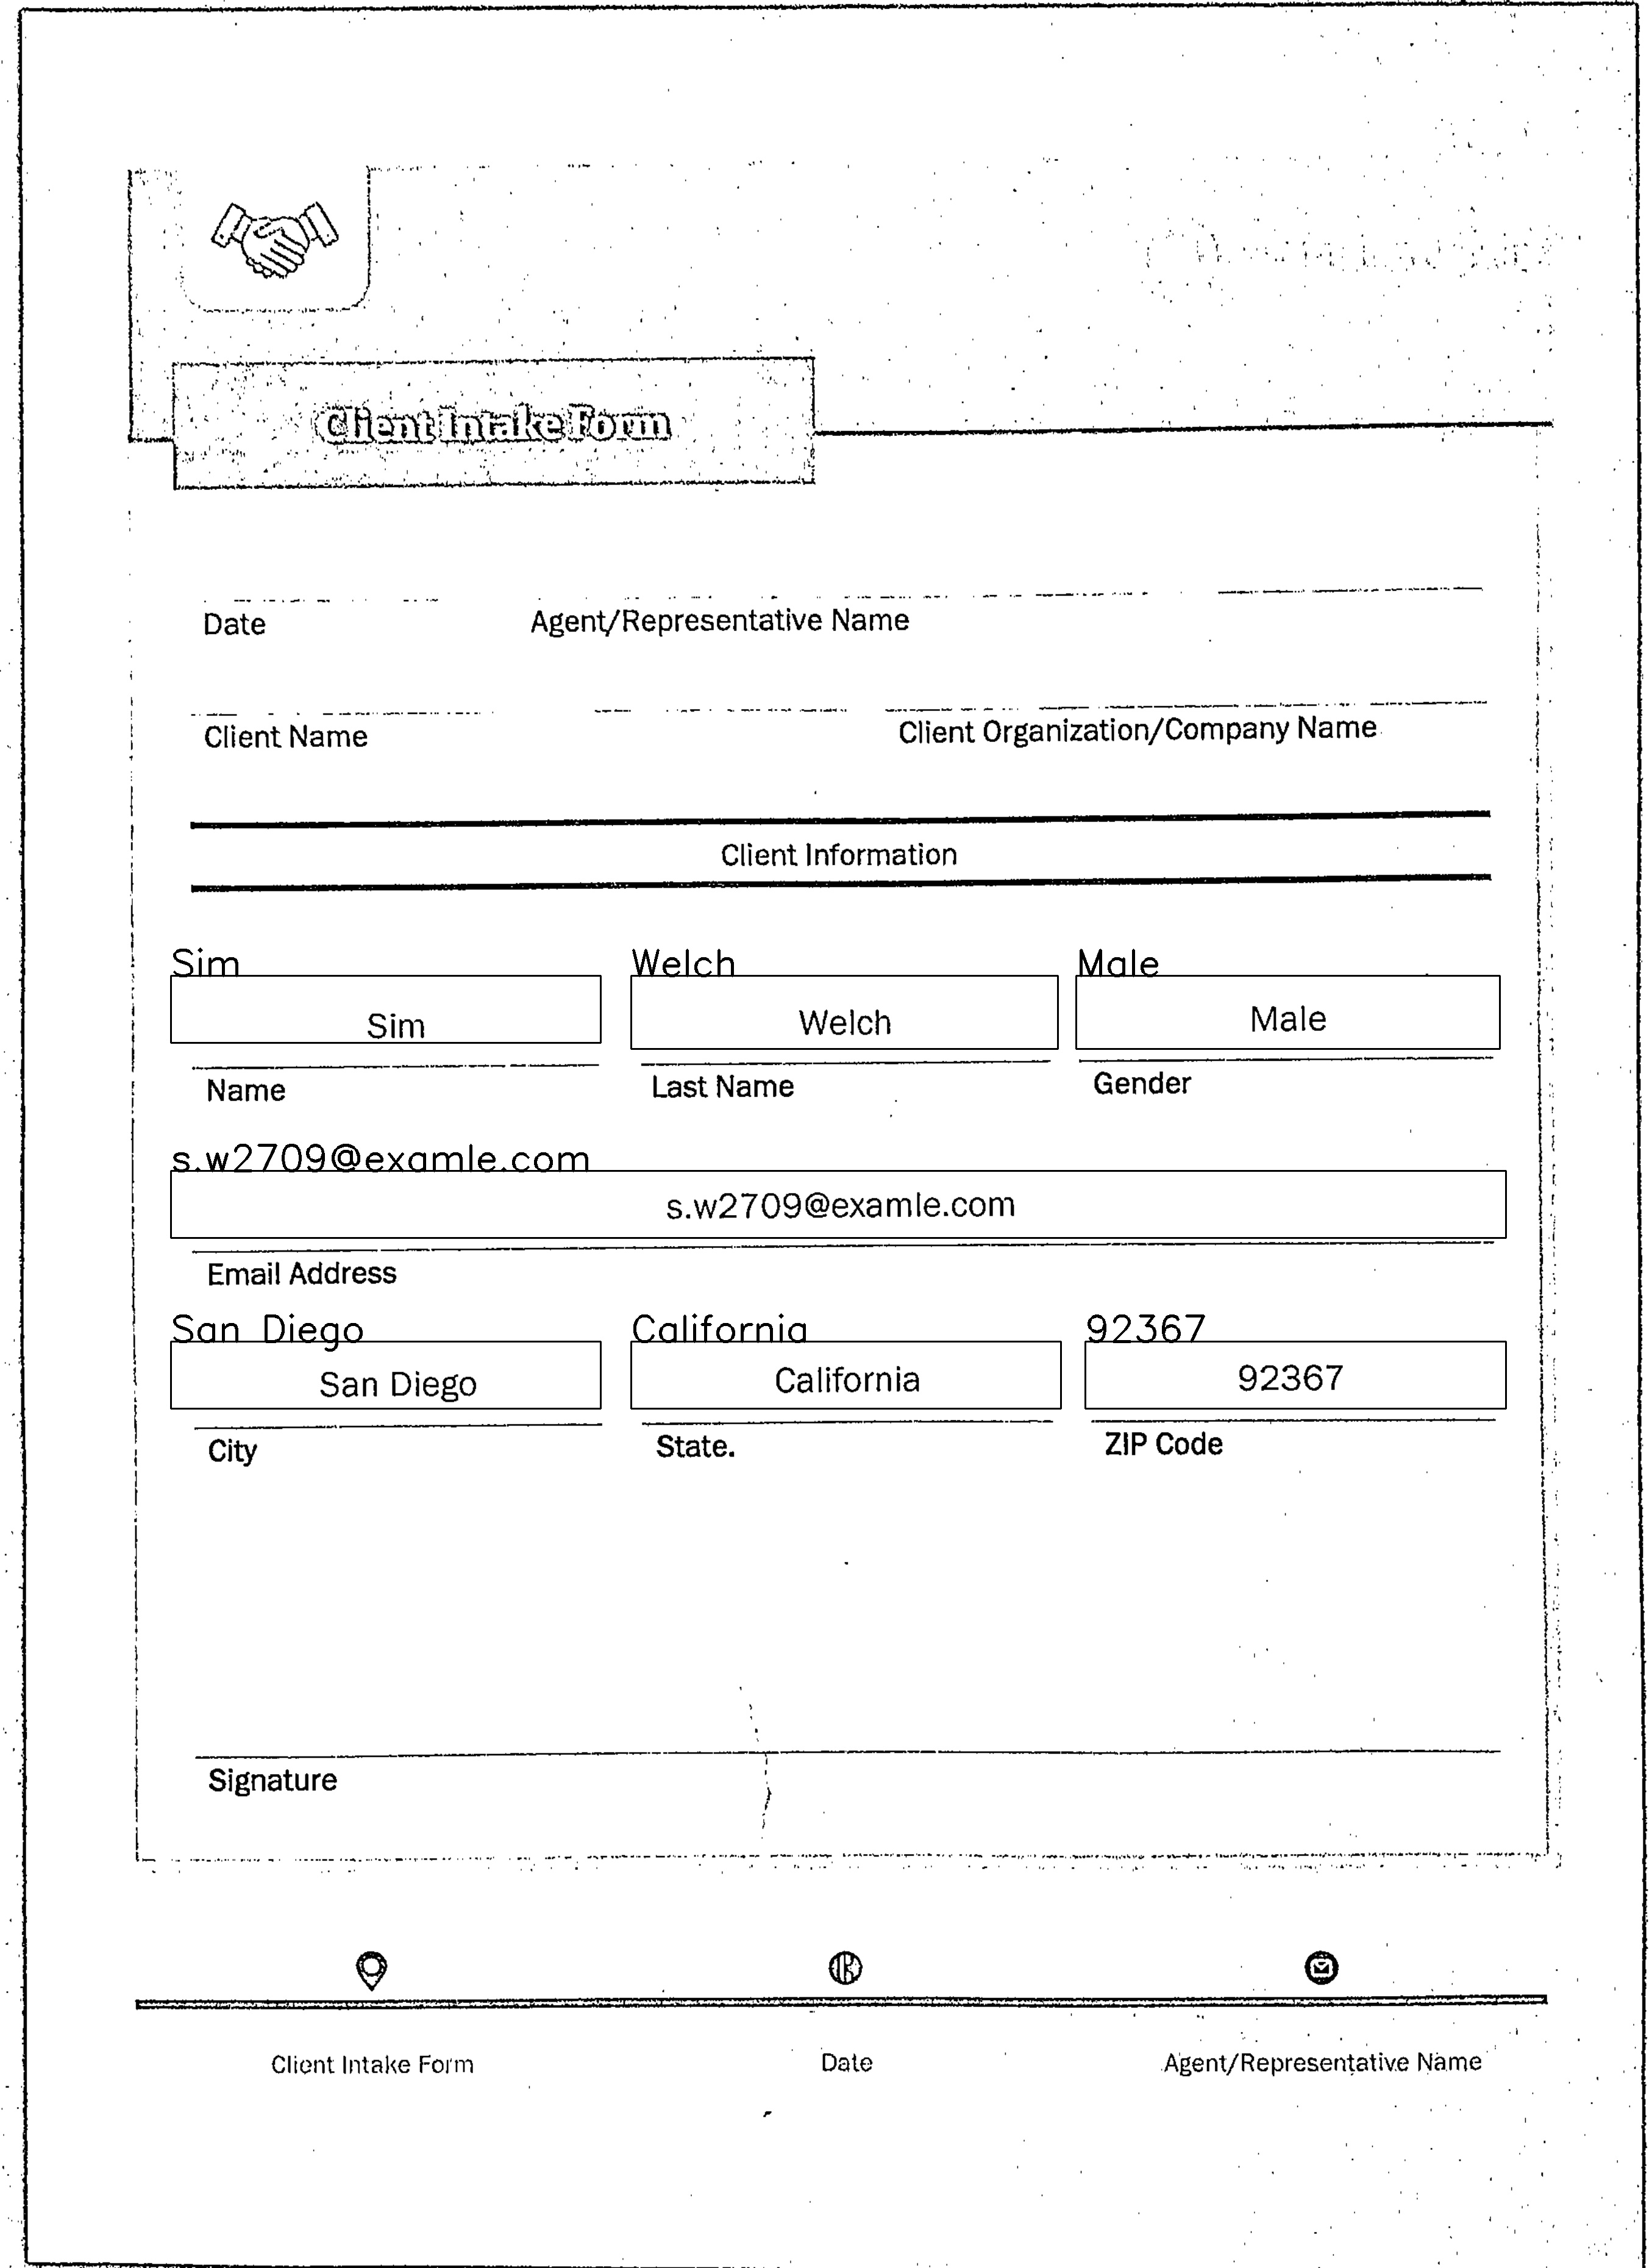 Client Intake Form
Date Agent/Representative Name
Client Name Client Organization/Company Name
Client Information
Sim Welch Male
Sim Welch Male
Name Last Name Gender
s.w2709@examle.com
s.w2709@examle.com
Email Address
San Diego California 92367
San Diego California 92367
City State. ZIP Code
Signature
Client Intake Form Date Agent/Representative Name